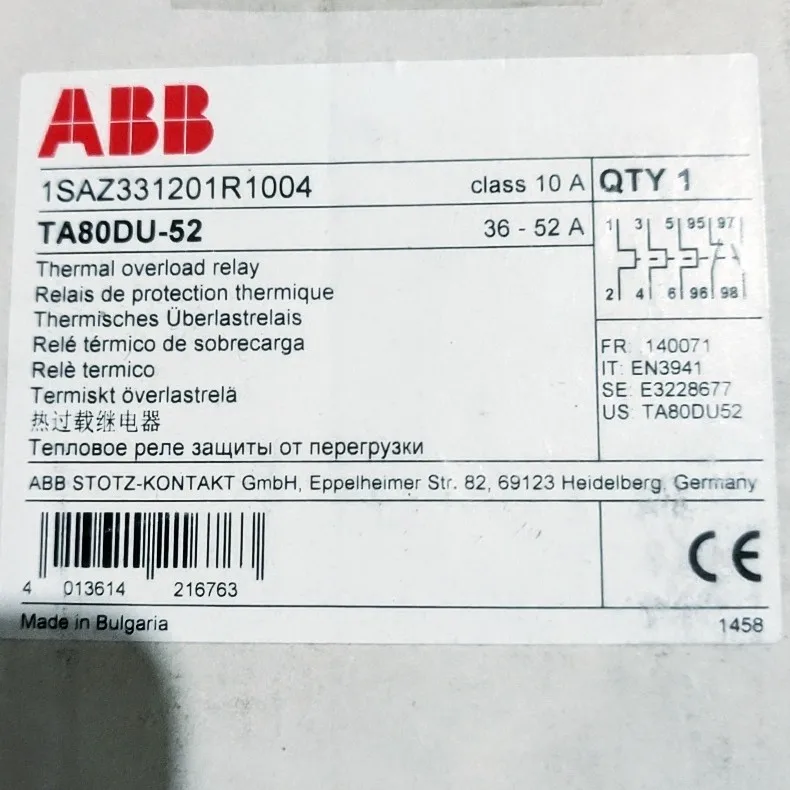 ABB
1SAZ331201R1004 class 10 A QTY 1
TA80DU-52 36 - 52 A
1 3 5 95 97
2 4 6 96 98
Thermal overload relay
Relais de protection thermique
Thermisches Überlastrelais
Relé térmico de sobrecarga
Relè termico
Termiskt överlastrelä
热过载继电器
Тепловое реле защиты от перегрузки
FR: 140071
IT: EN3941
SE: E3228677
US: TA80DU52
ABB STOTZ-KONTAKT GmbH, Eppelheimer Str. 82, 69123 Heidelberg, Germany
4 013614 216763
CE
Made in Bulgaria 1458